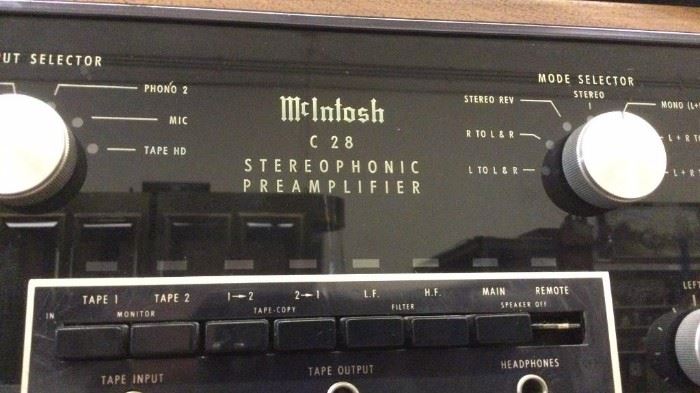 UT SELECTOR
PHONO 2
MIC
TAPE HD
McIntosh
C 28
STEREOPHONIC
PREAMPLIFIER
MODE SELECTOR
STEREO REV
STEREO
MONO (L+
R TO L & R
L + R T
L TO L & R
L + R
TAPE 1
TAPE 2
1→2
2→1
L.F.
H.F.
MAIN
REMOTE
IN
MONITOR
TAPE-COPY
FILTER
SPEAKER OFF
LEFT
TAPE INPUT
TAPE OUTPUT
HEADPHONES